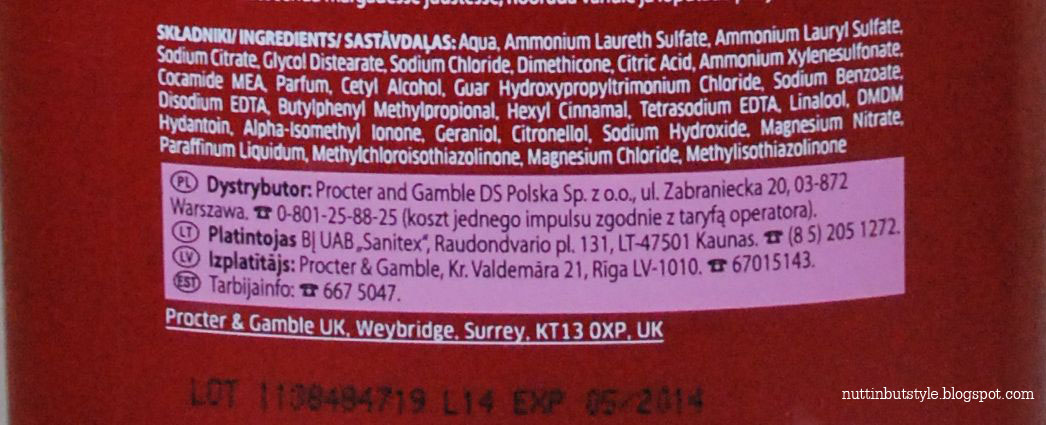 SKŁADNIKI/ INGREDIENTS/ SASTĀVDAĻAS: Aqua, Ammonium Laureth Sulfate, Ammonium Lauryl Sulfate,
Sodium Citrate, Glycol Distearate, Sodium Chloride, Dimethicone, Citric Acid, Ammonium Xylenesulfonate,
Cocamide MEA, Parfum, Cetyl Alcohol, Guar Hydroxypropyltrimonium Chloride, Sodium Benzoate,
Disodium EDTA, Butylphenyl Methylpropional, Hexyl Cinnamal, Tetrasodium EDTA, Linalool, DMDM
Hydantoin, Alpha-Isomethyl Ionone, Geraniol, Citronellol, Sodium Hydroxide, Magnesium Nitrate,
Paraffinum Liquidum, Methylchloroisothiazolinone, Magnesium Chloride, Methylisothiazolinone
PL Dystrybutor: Procter and Gamble DS Polska Sp. z o.o., ul. Zabraniecka 20, 03-872
Warszawa. ☎ 0-801-25-88-25 (koszt jednego impulsu zgodnie z taryfą operatora).
LT Platintojas BĮ UAB „Sanitex“, Raudondvario pl. 131, LT-47501 Kaunas. ☎ (8 5) 205 1272.
LV Izplatītājs: Procter & Gamble, Kr. Valdemāra 21, Rīga LV-1010. ☎ 67015143.
EST Tarbijainfo: ☎ 667 5047.
Procter & Gamble UK, Weybridge, Surrey, KT13 0XP, UK
LOT 1138484719 L14 EXP 05/2014
nuttinbutstyle.blogspot.com